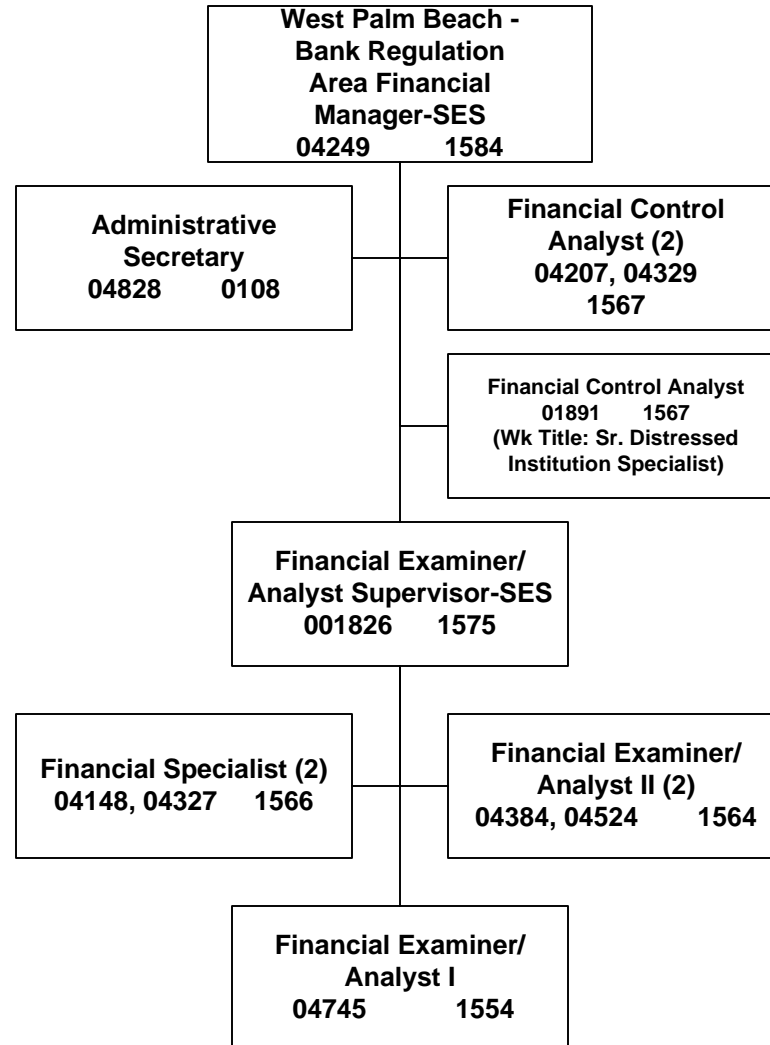 West Palm Beach -
Bank Regulation
Area Financial
Manager-SES
04249 1584
Administrative
Secretary
04828 0108
Financial Control
Analyst (2)
04207, 04329
1567
Financial Control Analyst
01891 1567
(Wk Title: Sr. Distressed
Institution Specialist)
Financial Examiner/
Analyst Supervisor-SES
001826 1575
Financial Specialist (2)
04148, 04327 1566
Financial Examiner/
Analyst II (2)
04384, 04524 1564
Financial Examiner/
Analyst I
04745 1554